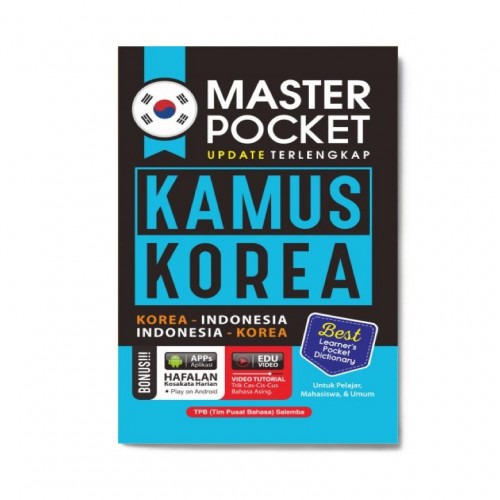 MASTER
POCKET
UPDATE TERLENGKAP
KAMUS
KOREA
KOREA - INDONESIA
INDONESIA - KOREA
BONUS!!!
APPs
Aplikasi
HAFALAN
Kosakata Harian
• Play on Android
EDU
VIDEO
VIDEO TUTORIAL
Trik Cas-Cis-Cus
Bahasa Asing.
Best
Learner's
Pocket
Dictionary
Untuk Pelajar,
Mahasiswa, & Umum
TPB (Tim Pusat Bahasa) Salemba